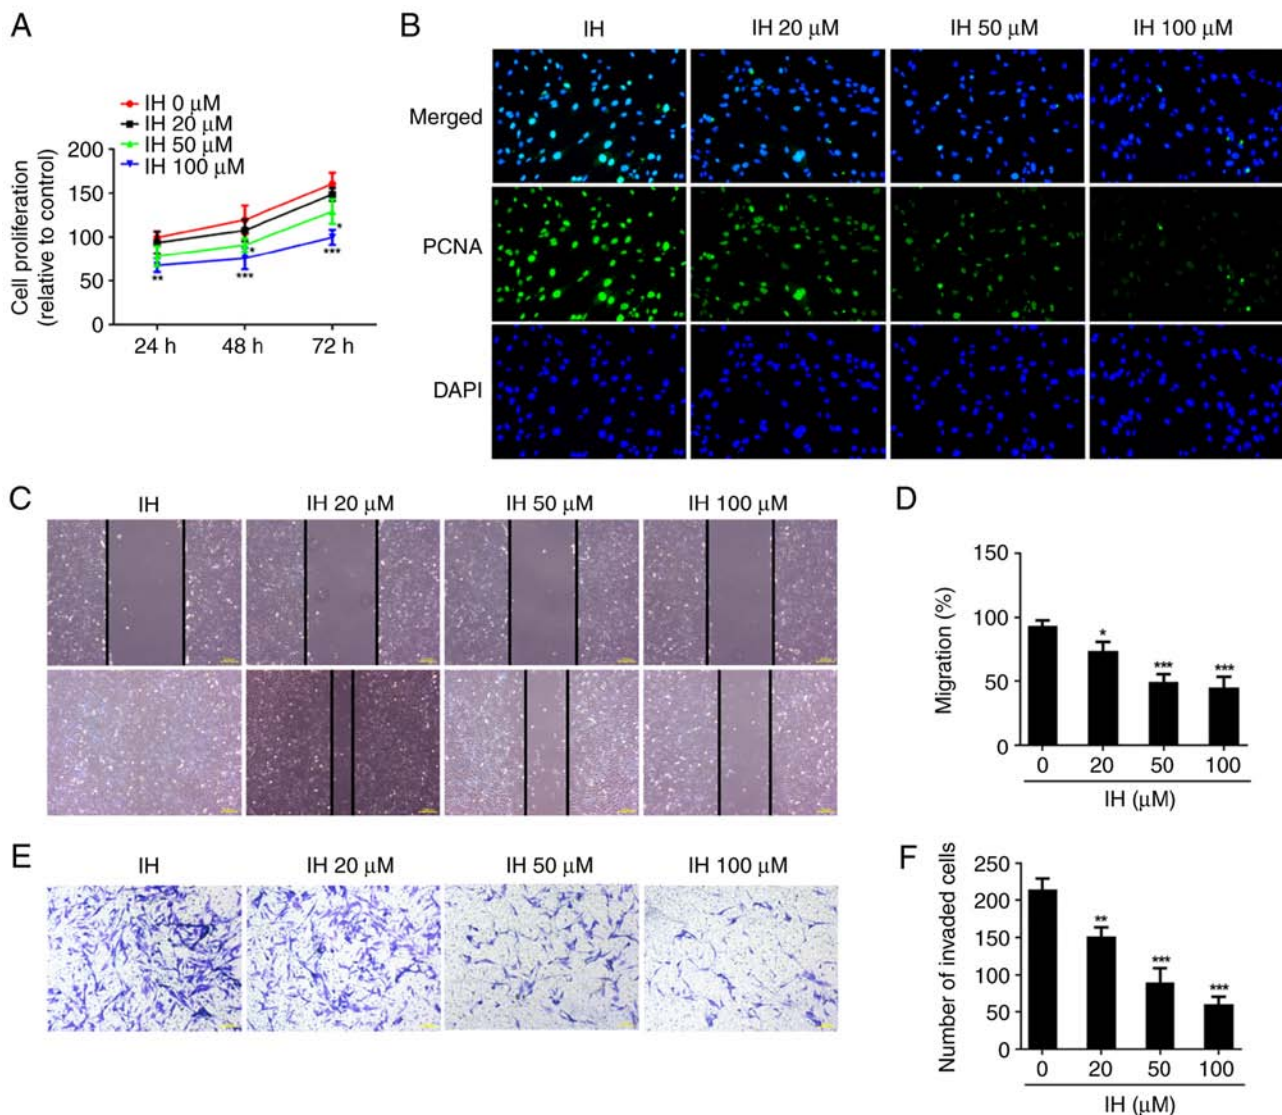 A
IH 0 μM
IH 20 μM
IH 50 μM
IH 100 μM
Cell proliferation
(relative to control)
200
150
100
50
0
**
*
***
*
***
24 h
48 h
72 h
B
IH
IH 20 μM
IH 50 μM
IH 100 μM
Merged
PCNA
DAPI
C
IH
IH 20 μM
IH 50 μM
IH 100 μM
D
Migration (%)
150
100
50
0
*
***
***
0
20
50
100
IH (μM)
E
IH
IH 20 μM
IH 50 μM
IH 100 μM
F
Number of invaded cells
250
200
150
100
50
0
**
***
***
0
20
50
100
IH (μM)